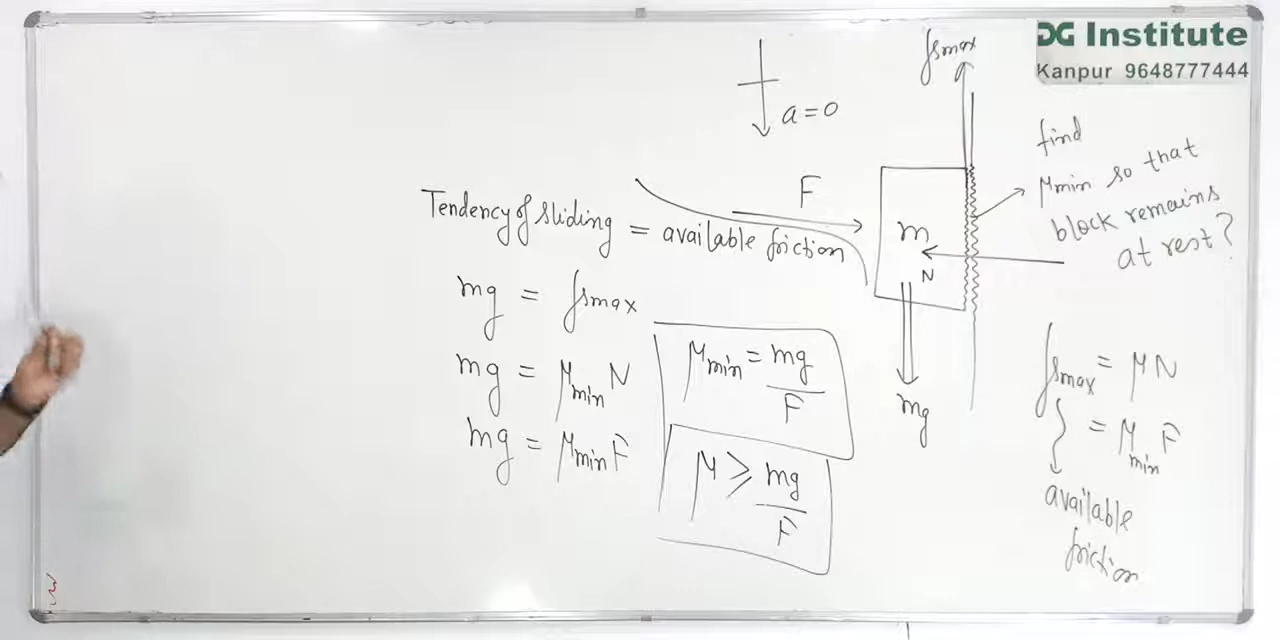 DG Institute
Kanpur 9648777444
fsmax
a=0
find
μmin so that
block remains
at rest?
F
m
N
mg
Tendency of sliding = available friction
mg = fsmax
mg = μmin N
mg = μmin F
μmin = mg/F
μ ⩾ mg/F
fsmax = μN
= μmin F
available
friction